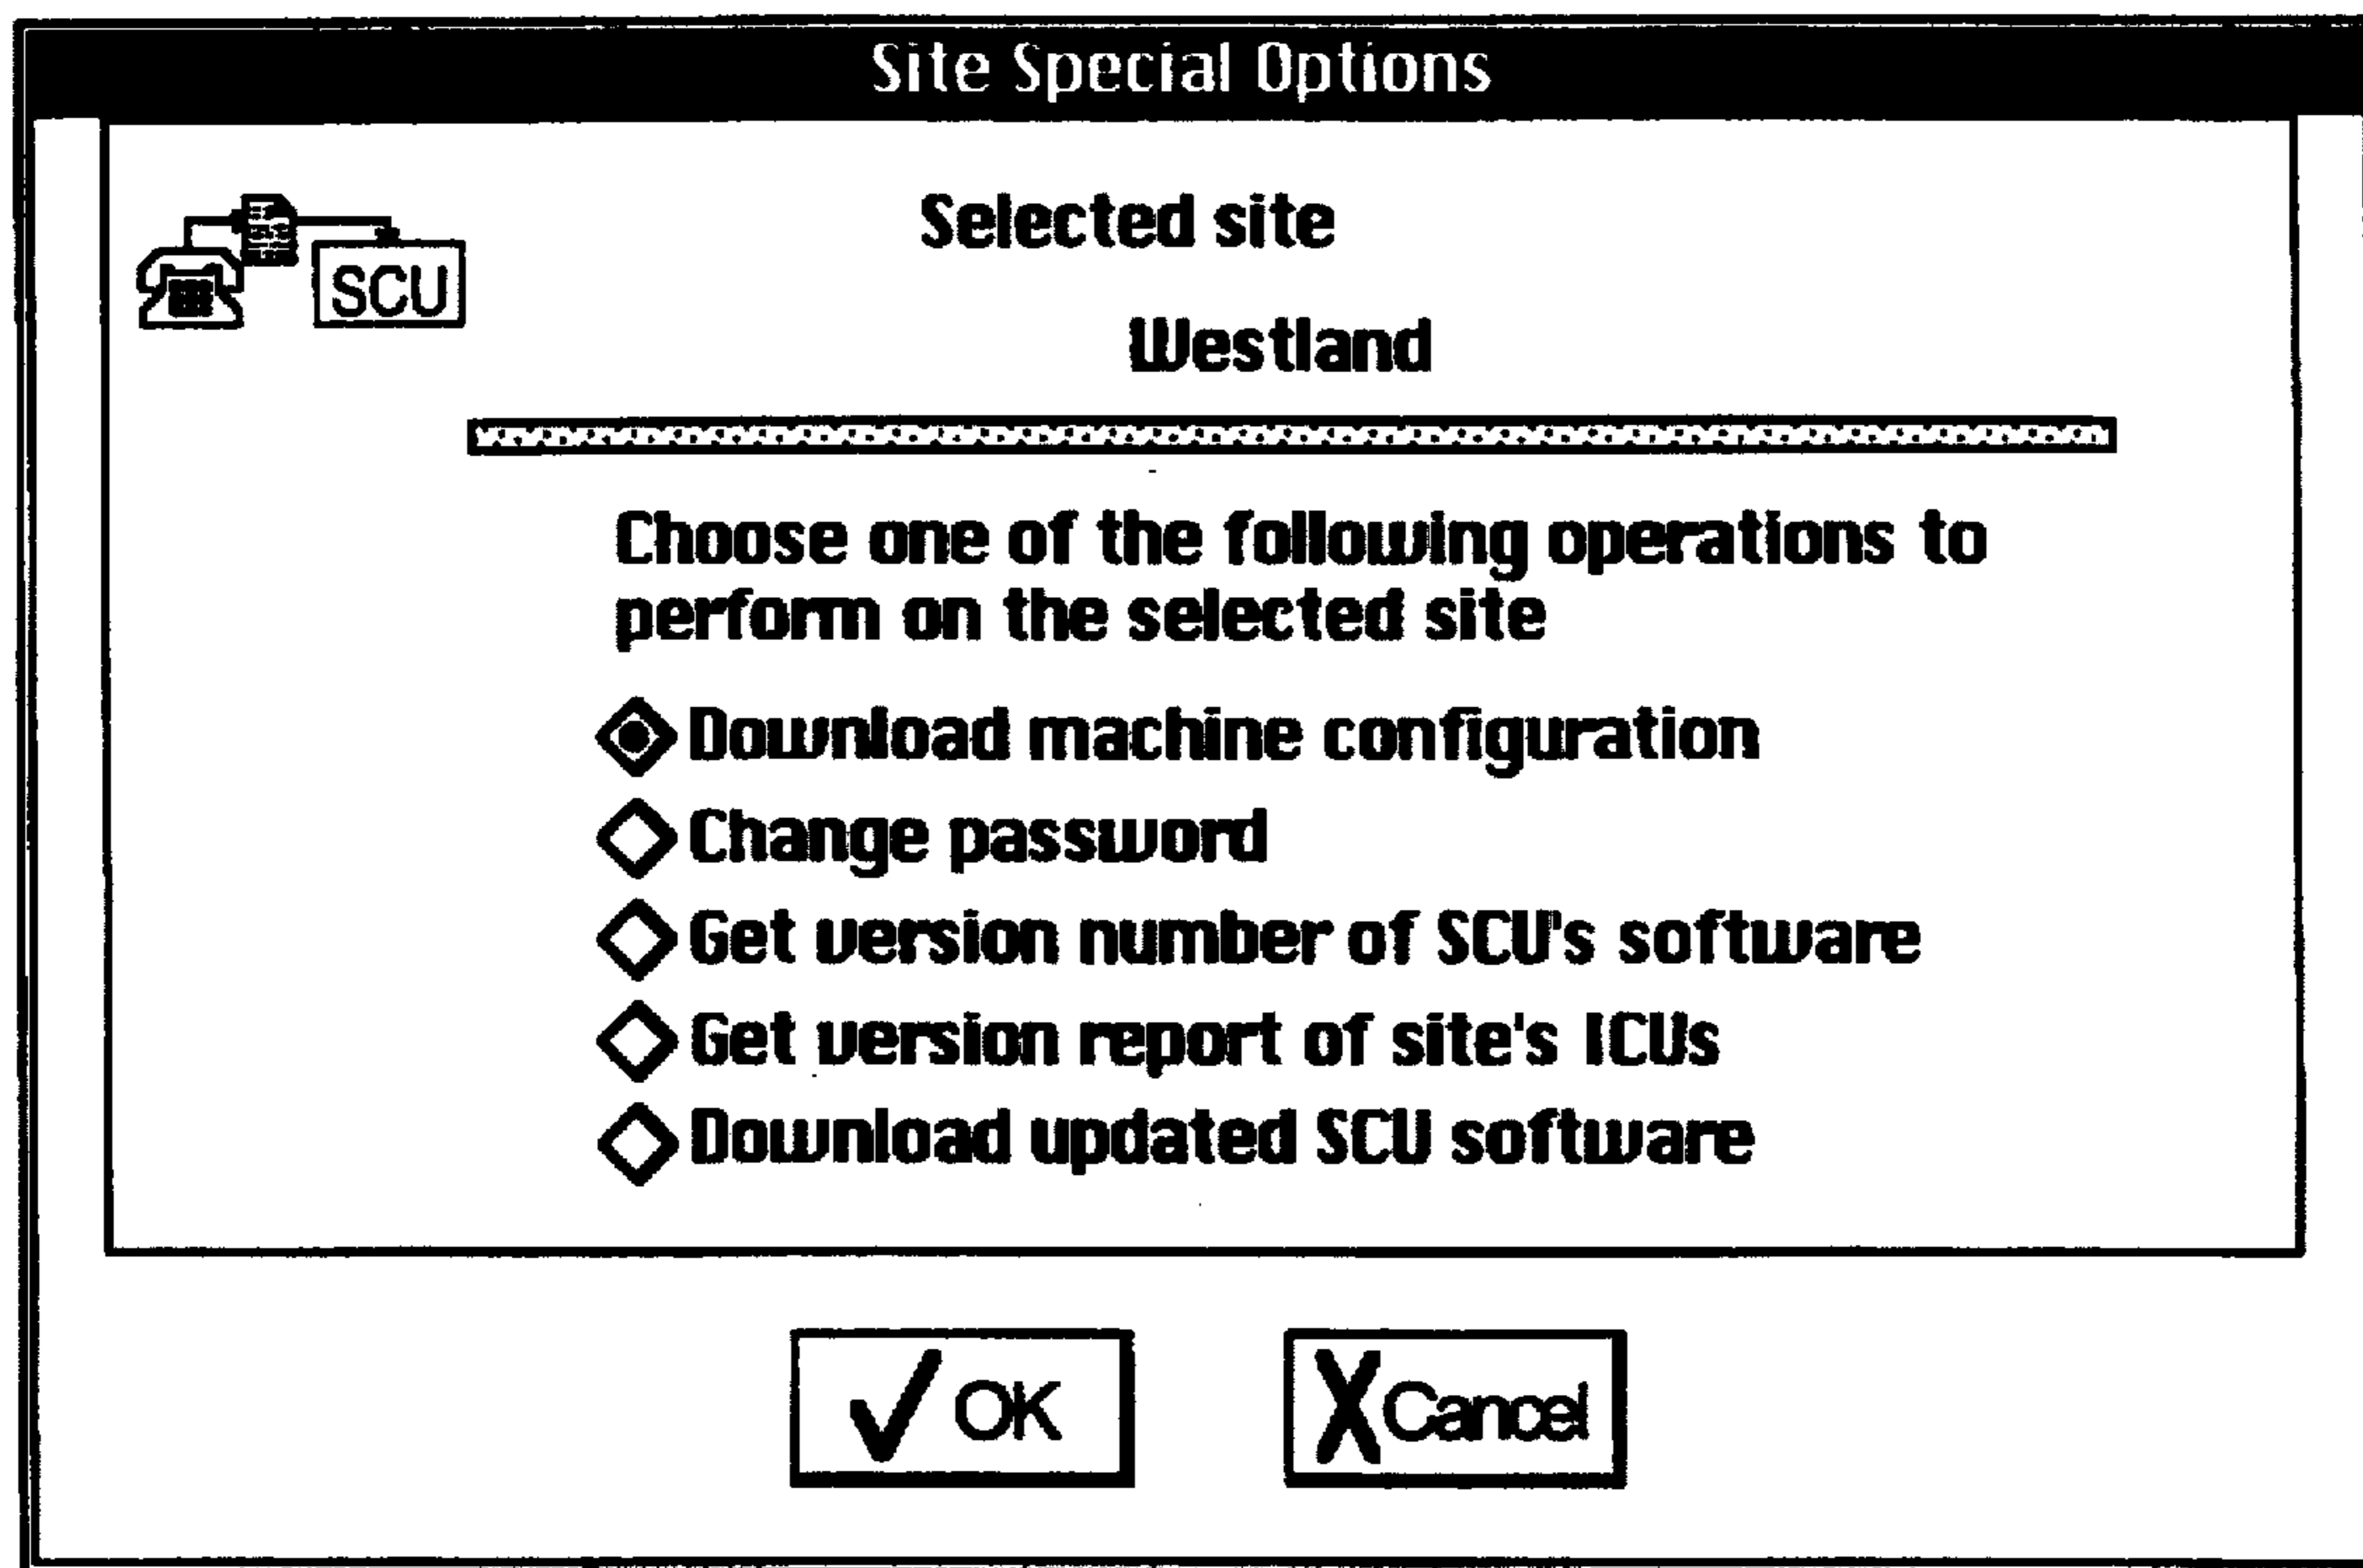 Site Special Options
SCU
Selected site
Westland
Choose one of the following operations to
perform on the selected site
Download machine configuration
Change password
Get version number of SCU's software
Get version report of site's ICUs
Download updated SCU software
OK
Cancel